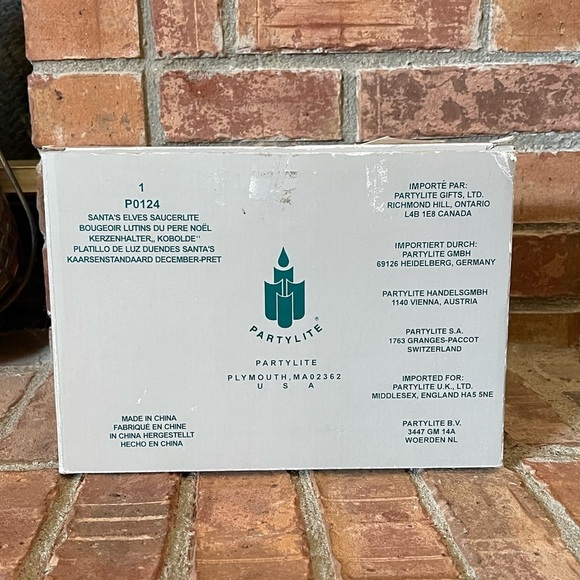 1
P0124
SANTA'S ELVES SAUCERLITE
BOUGEOIR LUTINS DU PERE NOËL
KERZENHALTER,, KOBOLDE"
PLATILLO DE LUZ DUENDES SANTA'S
KAARSENSTANDAARD DECEMBER-PRET
MADE IN CHINA
FABRIQUÉ EN CHINE
IN CHINA HERGESTELLT
HECHO EN CHINA
PARTYLITE®
PARTYLITE
PLYMOUTH, MA 02362
USA
IMPORTÉ PAR:
PARTYLITE GIFTS, LTD.
RICHMOND HILL, ONTARIO
L4B 1E8 CANADA
IMPORTIERT DURCH:
PARTYLITE GMBH
69126 HEIDELBERG, GERMANY
PARTYLITE HANDELSGMBH
1140 VIENNA, AUSTRIA
PARTYLITE S.A.
1763 GRANGES-PACCOT
SWITZERLAND
IMPORTED FOR:
PARTYLITE U.K., LTD.
MIDDLESEX, ENGLAND HA5 5NE
PARTYLITE B.V.
3447 GM 14A
WOERDEN NL